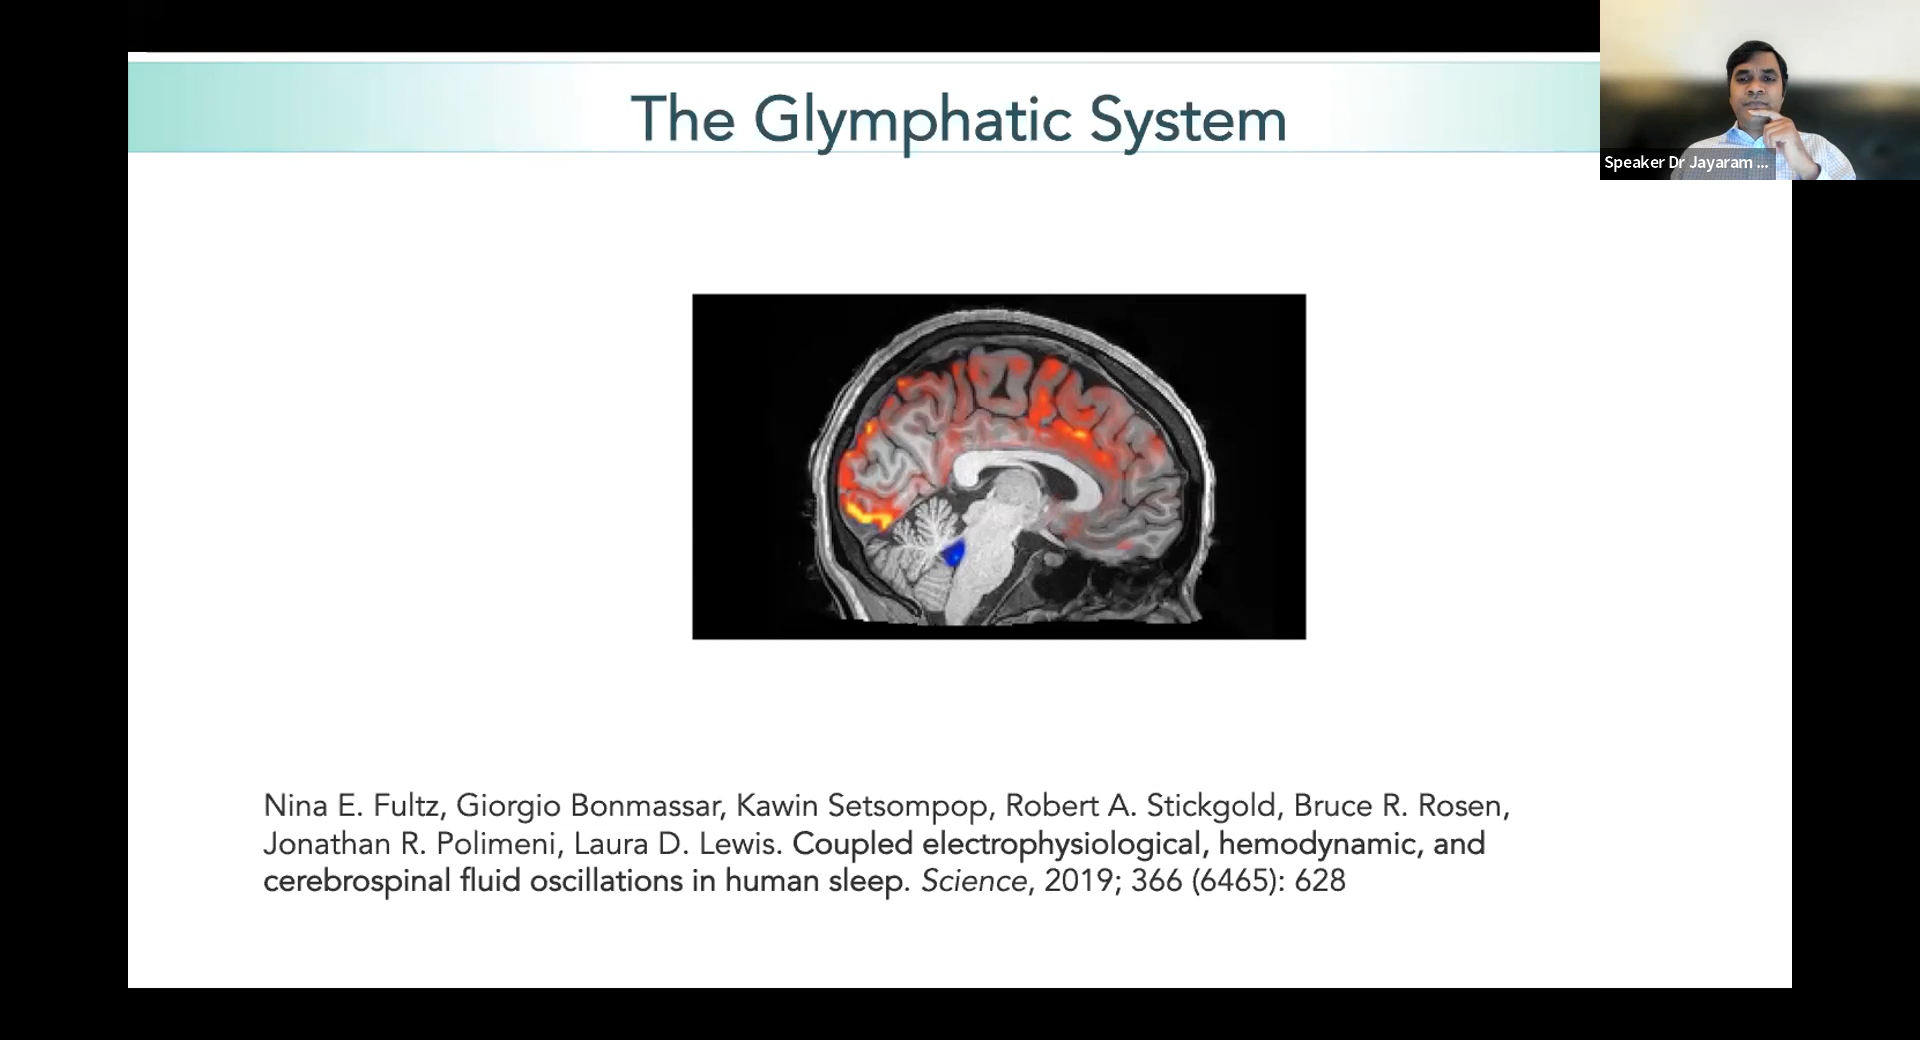 The Glymphatic System
Speaker Dr Jayaram ...
Nina E. Fultz, Giorgio Bonmassar, Kawin Setsompop, Robert A. Stickgold, Bruce R. Rosen,
Jonathan R. Polimeni, Laura D. Lewis. Coupled electrophysiological, hemodynamic, and
cerebrospinal fluid oscillations in human sleep. Science, 2019; 366 (6465): 628